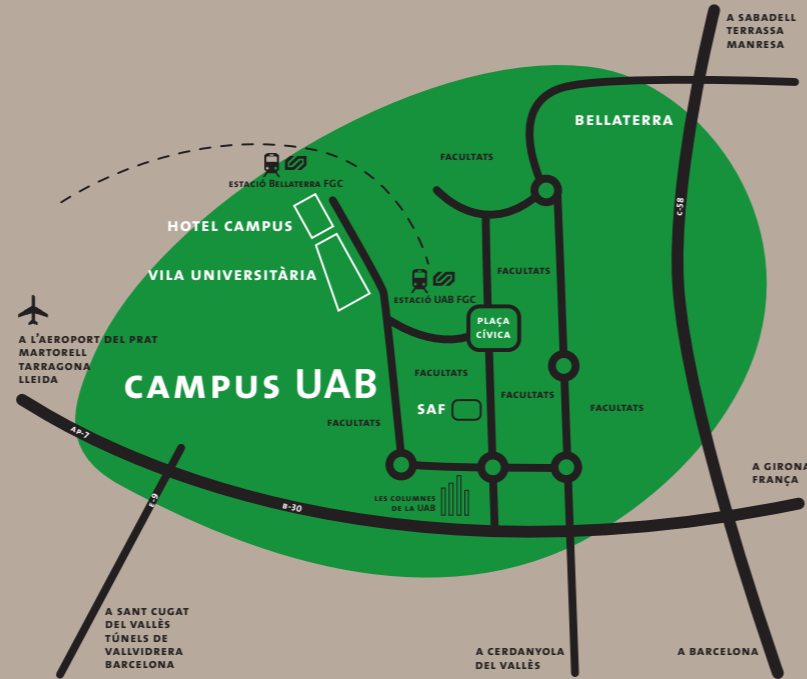 A SABADELL
TERRASSA
MANRESA
BELLATERRA
FACULTATS
ESTACIÓ BELLATERRA FGC
C-58
HOTEL CAMPUS
VILA UNIVERSITÀRIA
FACULTATS
ESTACIÓ UAB FGC
PLAÇA
CÍVICA
A L'AEROPORT DEL PRAT
MARTORELL
TARRAGONA
LLEIDA
CAMPUS UAB
FACULTATS
FACULTATS
SAF
FACULTATS
FACULTATS
AP-7
A GIRONA
FRANÇA
E-9
B-30
LES COLUMNES
DE LA UAB
A SANT CUGAT
DEL VALLÈS
TÚNELS DE
VALLVIDRERA
BARCELONA
A CERDANYOLA
DEL VALLÈS
A BARCELONA